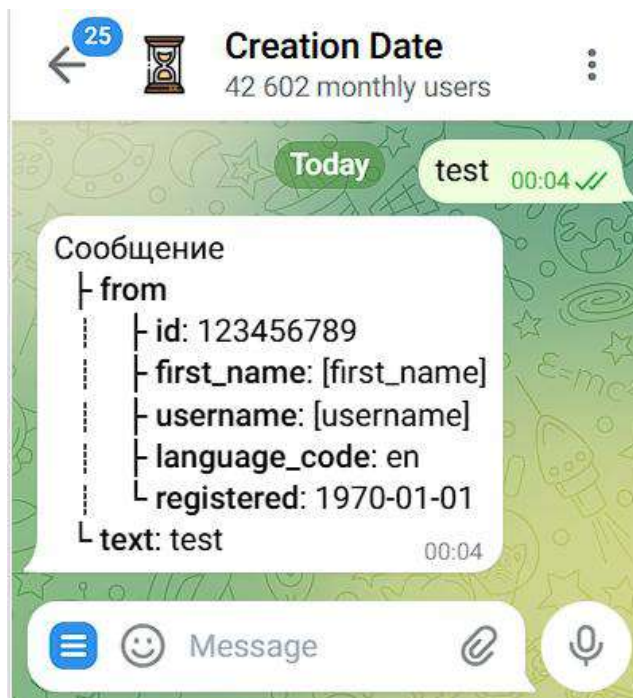 25
Creation Date
42 602 monthly users
Today
test 00:04
Сообщение
├ from
┊ ├ id: 123456789
┊ ├ first_name: [first_name]
┊ ├ username: [username]
┊ ├ language_code: en
┊ └ registered: 1970-01-01
└ text: test
00:04
Message